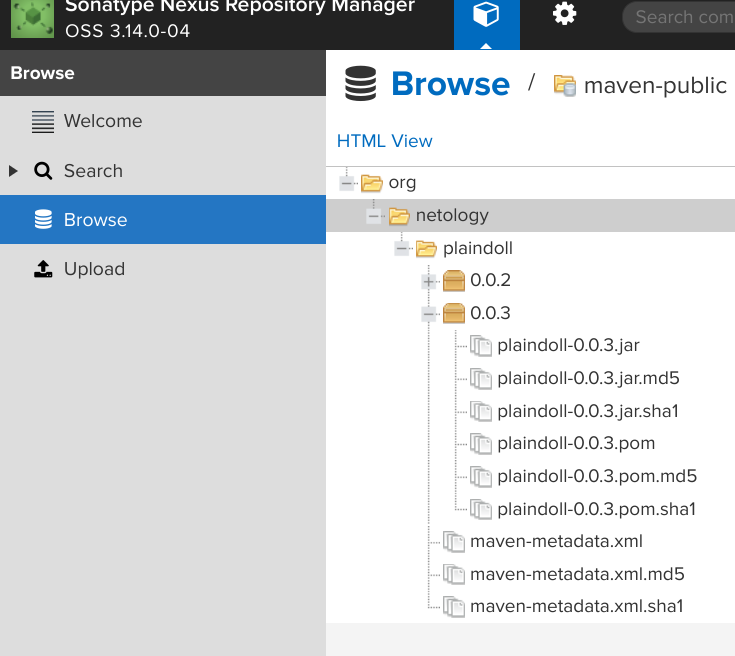 Sonatype Nexus Repository Manager
OSS 3.14.0-04
Search com
Browse
Welcome
Search
Browse
Upload
Browse / maven-public
HTML View
org
netology
plaindoll
0.0.2
0.0.3
plaindoll-0.0.3.jar
plaindoll-0.0.3.jar.md5
plaindoll-0.0.3.jar.sha1
plaindoll-0.0.3.pom
plaindoll-0.0.3.pom.md5
plaindoll-0.0.3.pom.sha1
maven-metadata.xml
maven-metadata.xml.md5
maven-metadata.xml.sha1